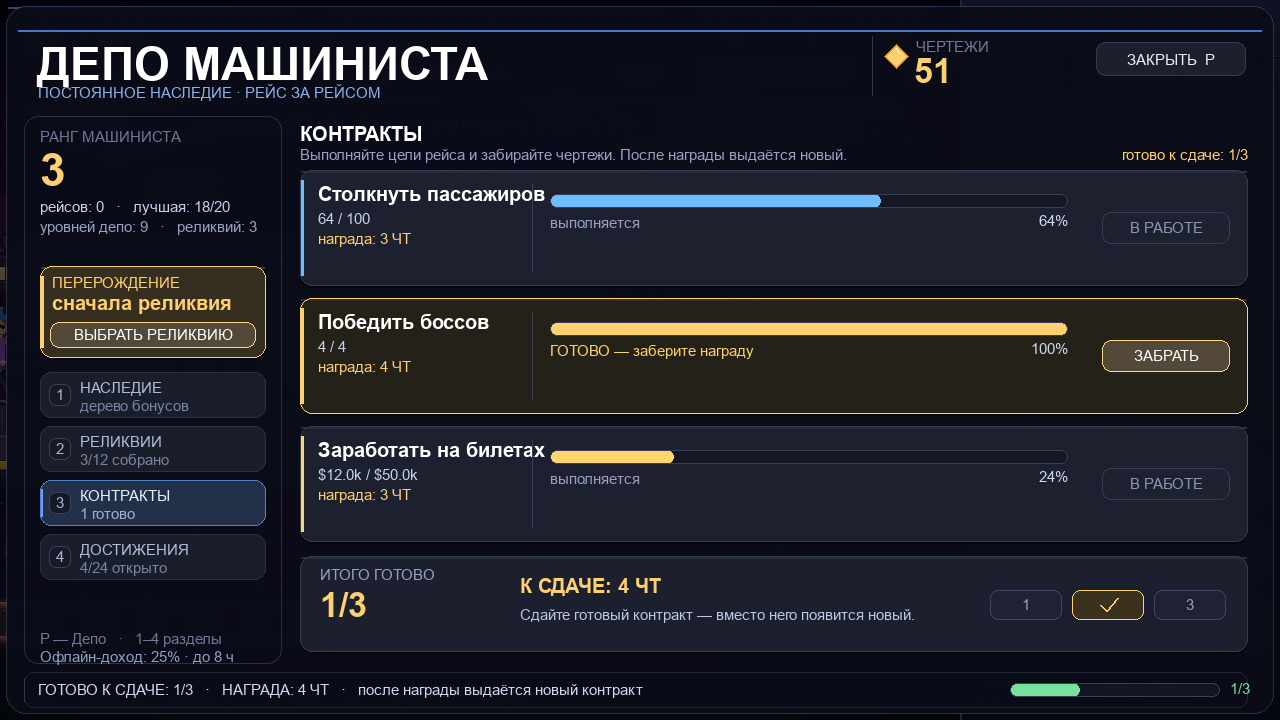 ДЕПО МАШИНИСТА
ПОСТОЯННОЕ НАСЛЕДИЕ · РЕЙС ЗА РЕЙСОМ
ЧЕРТЕЖИ
51
ЗАКРЫТЬ P
РАНГ МАШИНИСТА
3
рейсов: 0 · лучшая: 18/20
уровней депо: 9 · реликвий: 3
ПЕРЕРОЖДЕНИЕ
сначала реликвия
ВЫБРАТЬ РЕЛИКВИЮ
1 НАСЛЕДИЕ
дерево бонусов
2 РЕЛИКВИИ
3/12 собрано
3 КОНТРАКТЫ
1 готово
4 ДОСТИЖЕНИЯ
4/24 открыто
P — Депо · 1–4 разделы
Офлайн-доход: 25% · до 8 ч
КОНТРАКТЫ
Выполняйте цели рейса и забирайте чертежи. После награды выдаётся новый.
готово к сдаче: 1/3
Столкнуть пассажиров
64 / 100
награда: 3 ЧТ
выполняется
64%
В РАБОТЕ
Победить боссов
4 / 4
награда: 4 ЧТ
ГОТОВО — заберите награду
100%
ЗАБРАТЬ
Заработать на билетах
$12.0k / $50.0k
награда: 3 ЧТ
выполняется
24%
В РАБОТЕ
ИТОГО ГОТОВО
1/3
К СДАЧЕ: 4 ЧТ
Сдайте готовый контракт — вместо него появится новый.
1
3
ГОТОВО К СДАЧЕ: 1/3 · НАГРАДА: 4 ЧТ · после награды выдаётся новый контракт
1/3